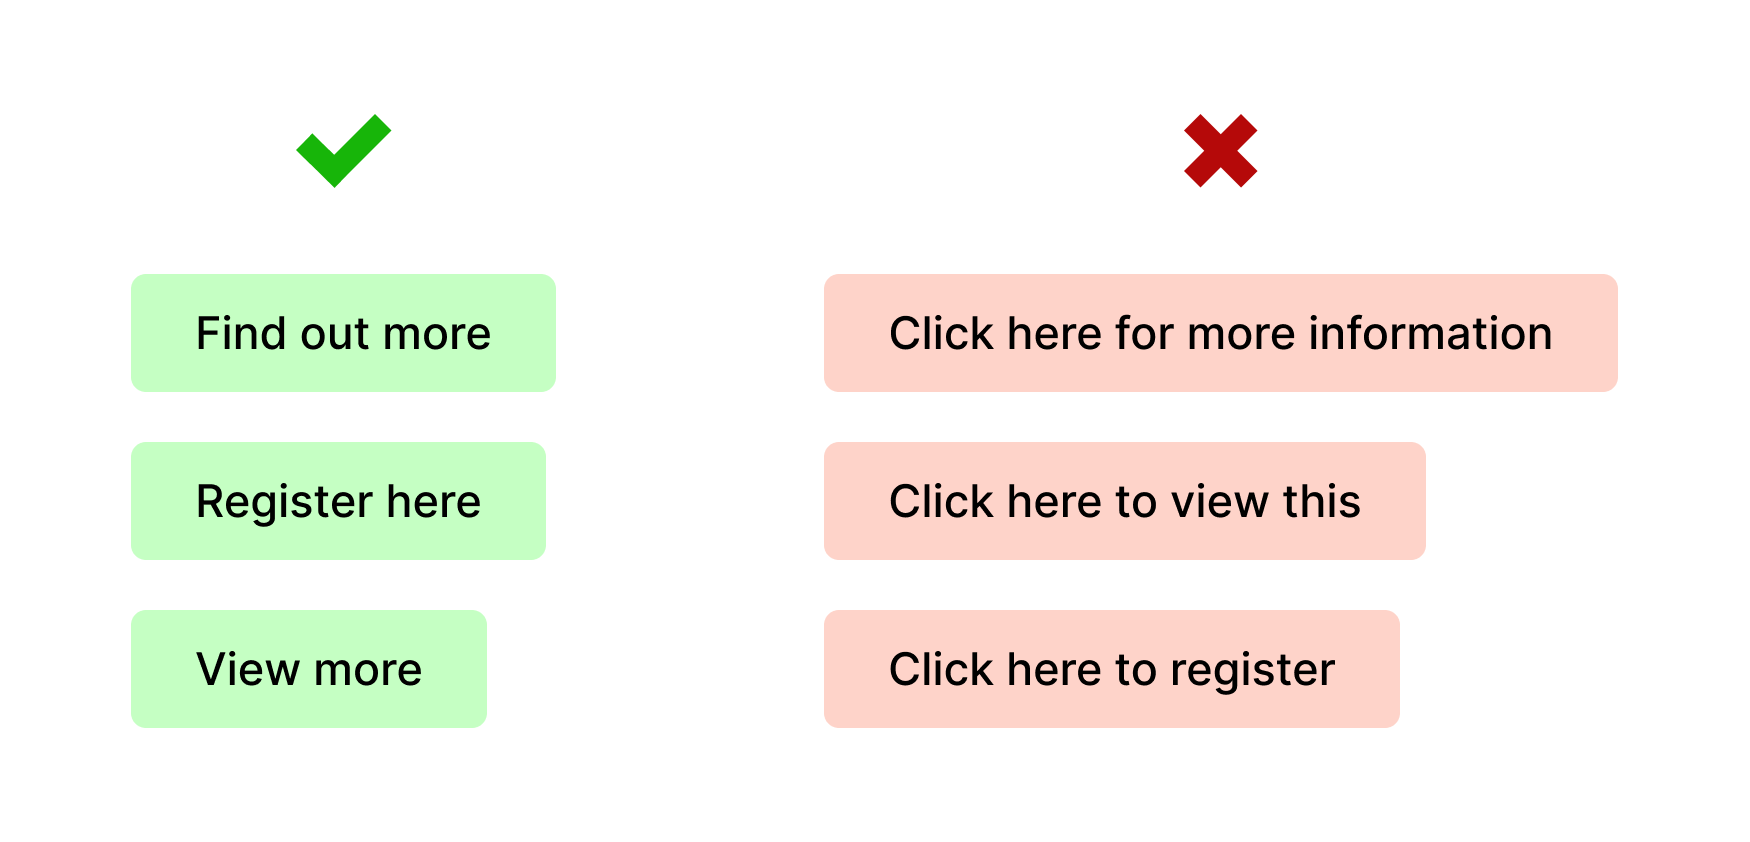 Find out more
Register here
View more
Click here for more information
Click here to view this
Click here to register